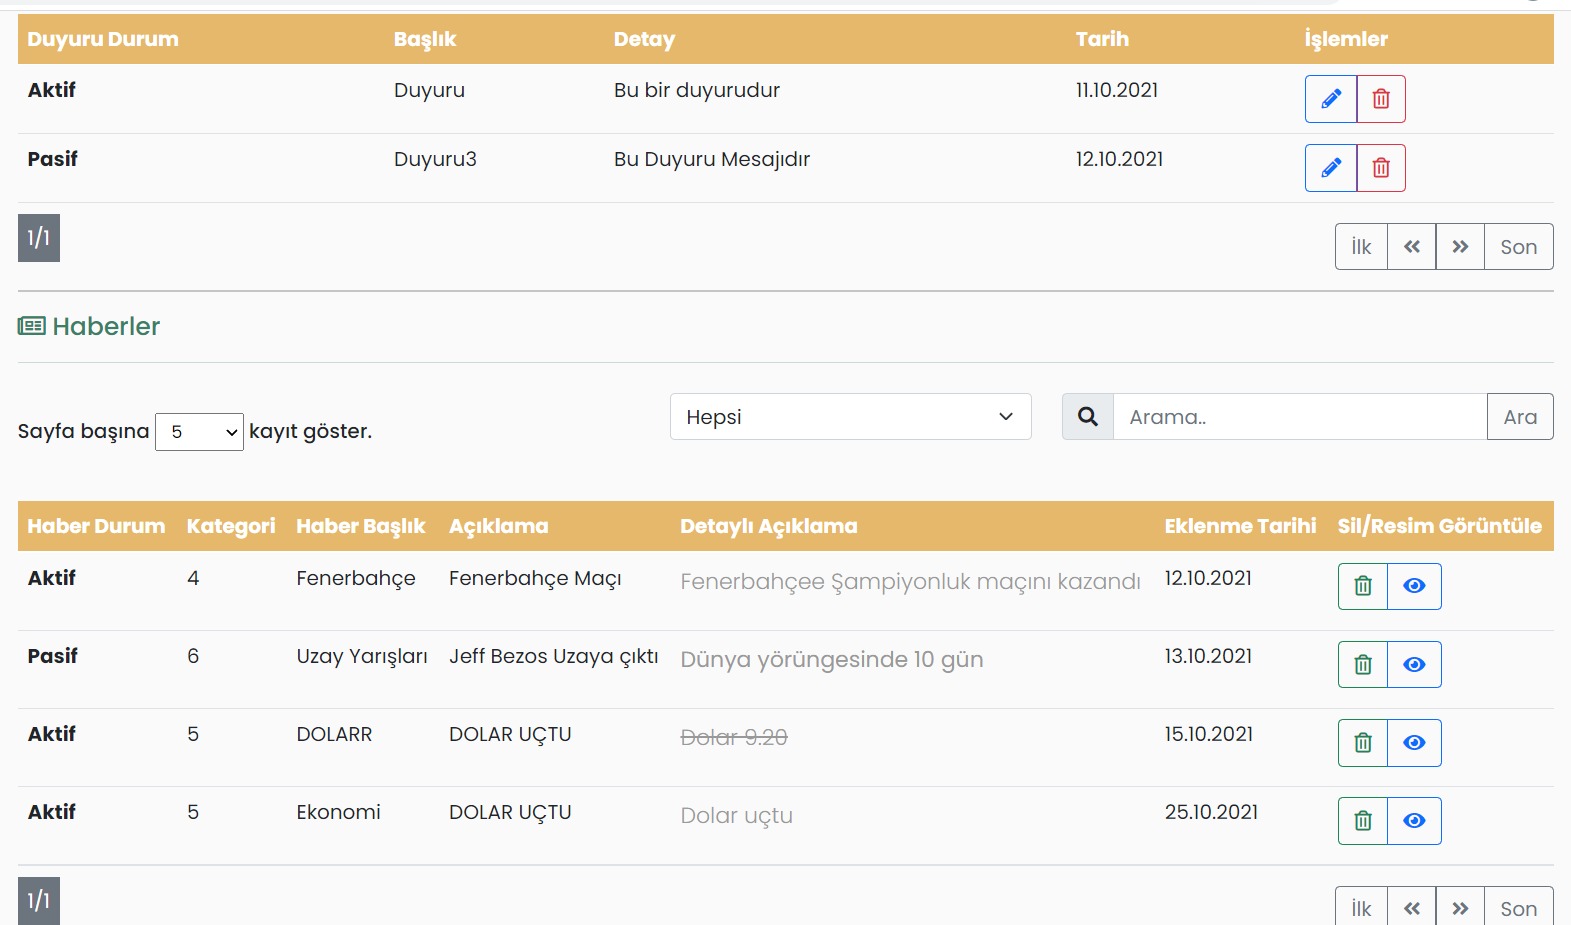 Duyuru Durum Başlık Detay Tarih İşlemler
Aktif Duyuru Bu bir duyurudur 11.10.2021
Pasif Duyuru3 Bu Duyuru Mesajıdır 12.10.2021
1/1
İlk « » Son
Haberler
Sayfa başına 5 kayıt göster. Hepsi Arama.. Ara
Haber Durum Kategori Haber Başlık Açıklama Detaylı Açıklama Eklenme Tarihi Sil/Resim Görüntüle
Aktif 4 Fenerbahçe Fenerbahçe Maçı Fenerbahçee Şampiyonluk maçını kazandı 12.10.2021
Pasif 6 Uzay Yarışları Jeff Bezos Uzaya çıktı Dünya yörüngesinde 10 gün 13.10.2021
Aktif 5 DOLARR DOLAR UÇTU Dolar 9.20 15.10.2021
Aktif 5 Ekonomi DOLAR UÇTU Dolar uçtu 25.10.2021
1/1
İlk « » Son